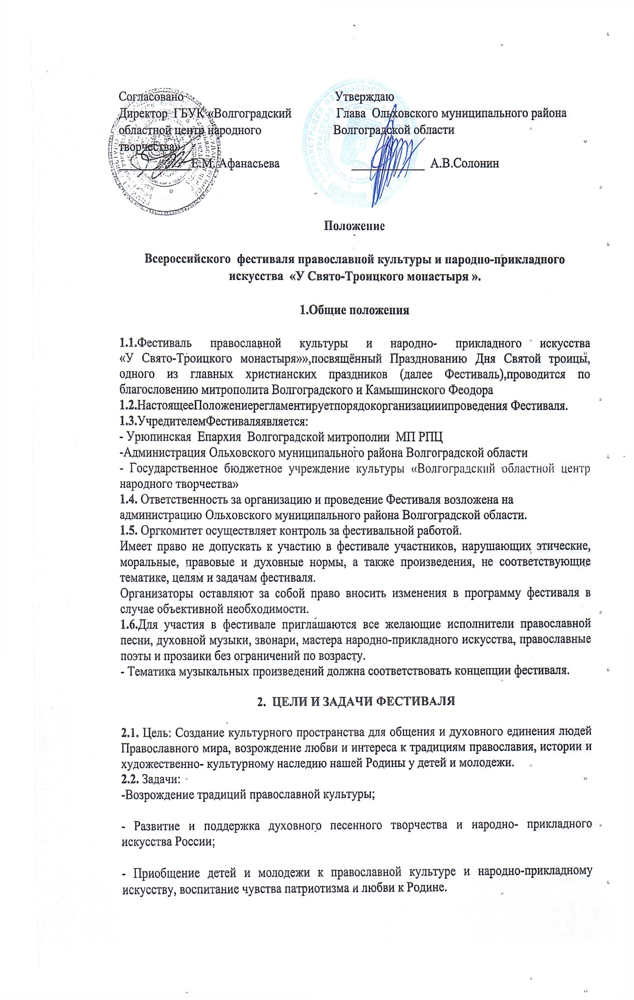 Согласовано Утверждаю
Директор ГБУК «Волгоградский Глава Ольховского муниципального района
областной центр народного Волгоградской области
творчества»
____________Е.М. Афанасьева ____________ А.В.Солонин
Положение
Всероссийского фестиваля православной культуры и народно-прикладного
искусства «У Свято-Троицкого монастыря ».
1.Общие положения
1.1.Фестиваль православной культуры и народно- прикладного искусства
«У Свято-Троицкого монастыря»»,посвящённый Празднованию Дня Святой троицы,
одного из главных христианских праздников (далее Фестиваль),проводится по
благословению митрополита Волгоградского и Камышинского Феодора
1.2.НастоящееПоложениерегламентируетпорядокорганизацииипроведения Фестиваля.
1.3.УчредителемФестиваляявляется:
- Урюпинская Епархия Волгоградской митрополии МП РПЦ
-Администрация Ольховского муниципального района Волгоградской области
- Государственное бюджетное учреждение культуры «Волгоградский областной центр
народного творчества»
1.4. Ответственность за организацию и проведение Фестиваля возложена на
администрацию Ольховского муниципального района Волгоградской области.
1.5. Оргкомитет осуществляет контроль за фестивальной работой.
Имеет право не допускать к участию в фестивале участников, нарушающих этические,
моральные, правовые и духовные нормы, а также произведения, не соответствующие
тематике, целям и задачам фестиваля.
Организаторы оставляют за собой право вносить изменения в программу фестиваля в
случае объективной необходимости.
1.6.Для участия в фестивале приглашаются все желающие исполнители православной
песни, духовной музыки, звонари, мастера народно-прикладного искусства, православные
поэты и прозаики без ограничений по возрасту.
- Тематика музыкальных произведений должна соответствовать концепции фестиваля.
2. ЦЕЛИ И ЗАДАЧИ ФЕСТИВАЛЯ
2.1. Цель: Создание культурного пространства для общения и духовного единения людей
Православного мира, возрождение любви и интереса к традициям православия, истории и
художественно- культурному наследию нашей Родины у детей и молодежи.
2.2. Задачи:
-Возрождение традиций православной культуры;
- Развитие и поддержка духовного песенного творчества и народно- прикладного
искусства России;
- Приобщение детей и молодежи к православной культуре и народно-прикладному
искусству, воспитание чувства патриотизма и любви к Родине.